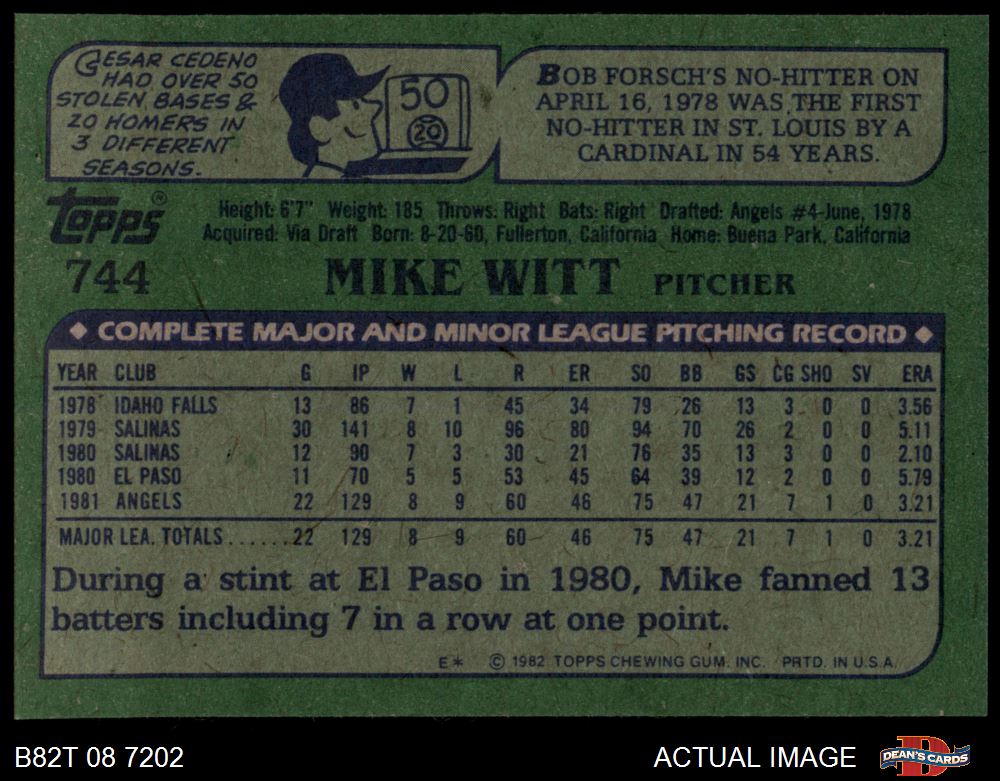 CESAR CEDENO
HAD OVER 50
STOLEN BASES &
20 HOMERS IN
3 DIFFERENT
SEASONS.
50
20
BOB FORSCH'S NO-HITTER ON
APRIL 16, 1978 WAS THE FIRST
NO-HITTER IN ST. LOUIS BY A
CARDINAL IN 54 YEARS.
TOPPS®
Height: 6'7" Weight: 185 Throws: Right Bats: Right Drafted: Angels #4-June, 1978
Acquired: Via Draft Born: 8-20-60, Fullerton, California Home: Buena Park, California
744 MIKE WITT PITCHER
◆ COMPLETE MAJOR AND MINOR LEAGUE PITCHING RECORD ◆
YEAR CLUB G IP W L R ER SO BB GS CG SHO SV ERA
1978 IDAHO FALLS 13 86 7 1 45 34 79 26 13 3 0 0 3.56
1979 SALINAS 30 141 8 10 96 80 94 70 26 2 0 0 5.11
1980 SALINAS 12 90 7 3 30 21 76 35 13 3 0 0 2.10
1980 EL PASO 11 70 5 5 53 45 64 39 12 2 0 0 5.79
1981 ANGELS 22 129 8 9 60 46 75 47 21 7 1 0 3.21
MAJOR LEA. TOTALS......22 129 8 9 60 46 75 47 21 7 1 0 3.21
During a stint at El Paso in 1980, Mike fanned 13
batters including 7 in a row at one point.
E* © 1982 TOPPS CHEWING GUM, INC. PRTD. IN U.S.A.
B82T 08 7202 ACTUAL IMAGE DEAN'S CARDS